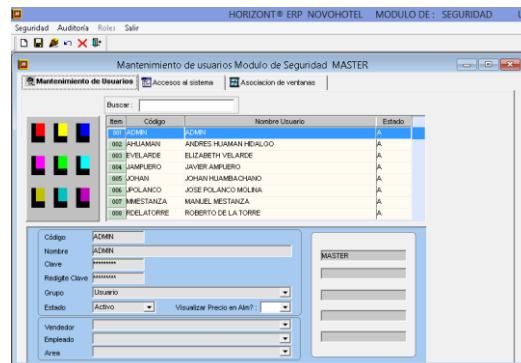 HORIZONT® ERP NOVOHOTEL MODULO DE : SEGURIDAD
Seguridad Auditoría Roles Salir
Mantenimiento de usuarios Modulo de Seguridad MASTER
Mantenimiento de Usuarios Accesos al sistema Asociacion de ventanas
Buscar :
Item Código Nombre Usuario Estado
001 ADMIN ADMIN A
002 AHUAMAN ANDRES HUAMAN HIDALGO A
003 EVELARDE ELIZABETH VELARDE A
004 JAMPUERO JAVIER AMPUERO A
005 JOHAN JOHAN HUAMBACHANO A
006 JPOLANCO JOSE POLANCO MOLINA A
007 MMESTANZA MANUEL MESTANZA A
008 RDELATORRE ROBERTO DE LA TORRE A
Código ADMIN
Nombre ADMIN
MASTER
Clave *********
Redigite Clave *********
Grupo Usuario
Estado Activo Visualizar Precio en Alm? :
Vendedor
Empleado
Area